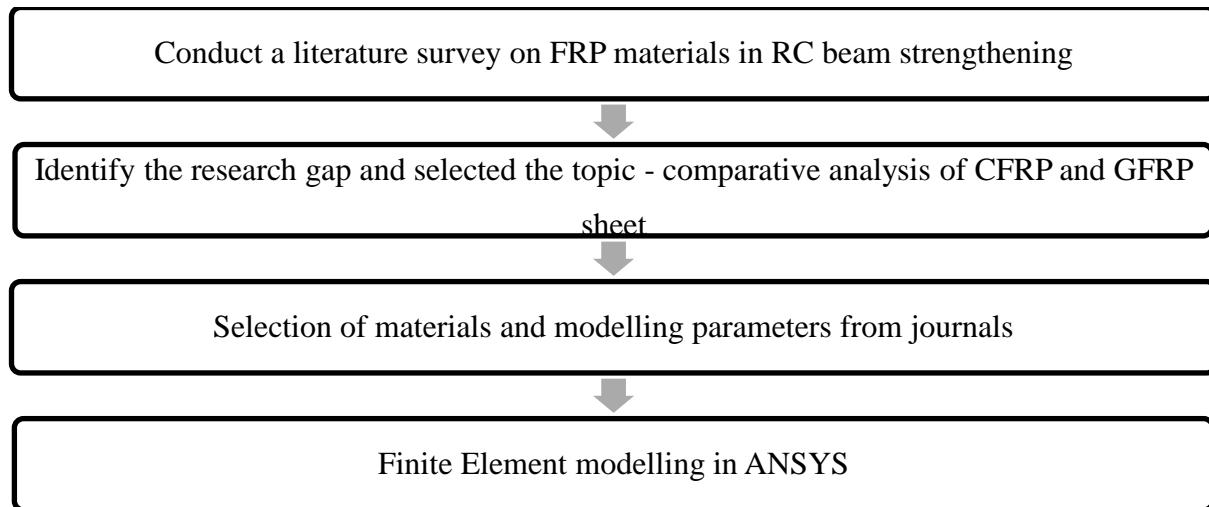 Conduct a literature survey on FRP materials in RC beam strengthening
Identify the research gap and selected the topic - comparative analysis of CFRP and GFRP
sheet
Selection of materials and modelling parameters from journals
Finite Element modelling in ANSYS